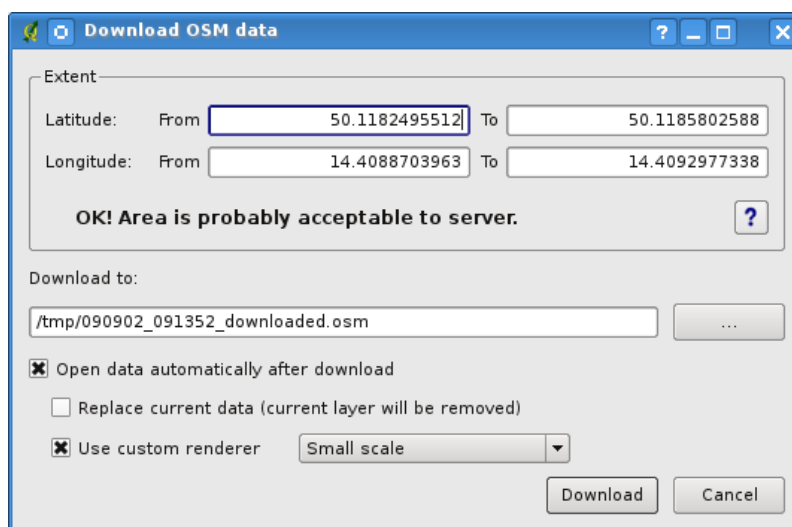 Download OSM data ?
Extent
Latitude: From 50.1182495512 To 50.1185802588
Longitude: From 14.4088703963 To 14.4092977338
OK! Area is probably acceptable to server. ?
Download to:
/tmp/090902_091352_downloaded.osm ...
Open data automatically after download
Replace current data (current layer will be removed)
Use custom renderer Small scale
Download Cancel